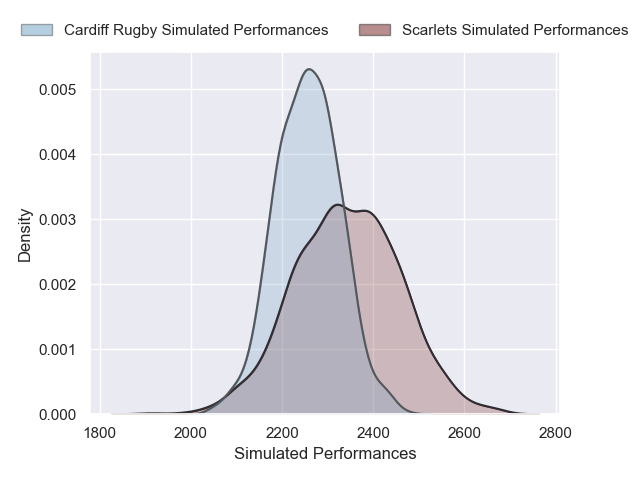 Cardiff Rugby Simulated Performances Scarlets Simulated Performances
0.005
0.004
0.003
0.002
0.001
0.000
Density
1800 2000 2200 2400 2600 2800
Simulated Performances